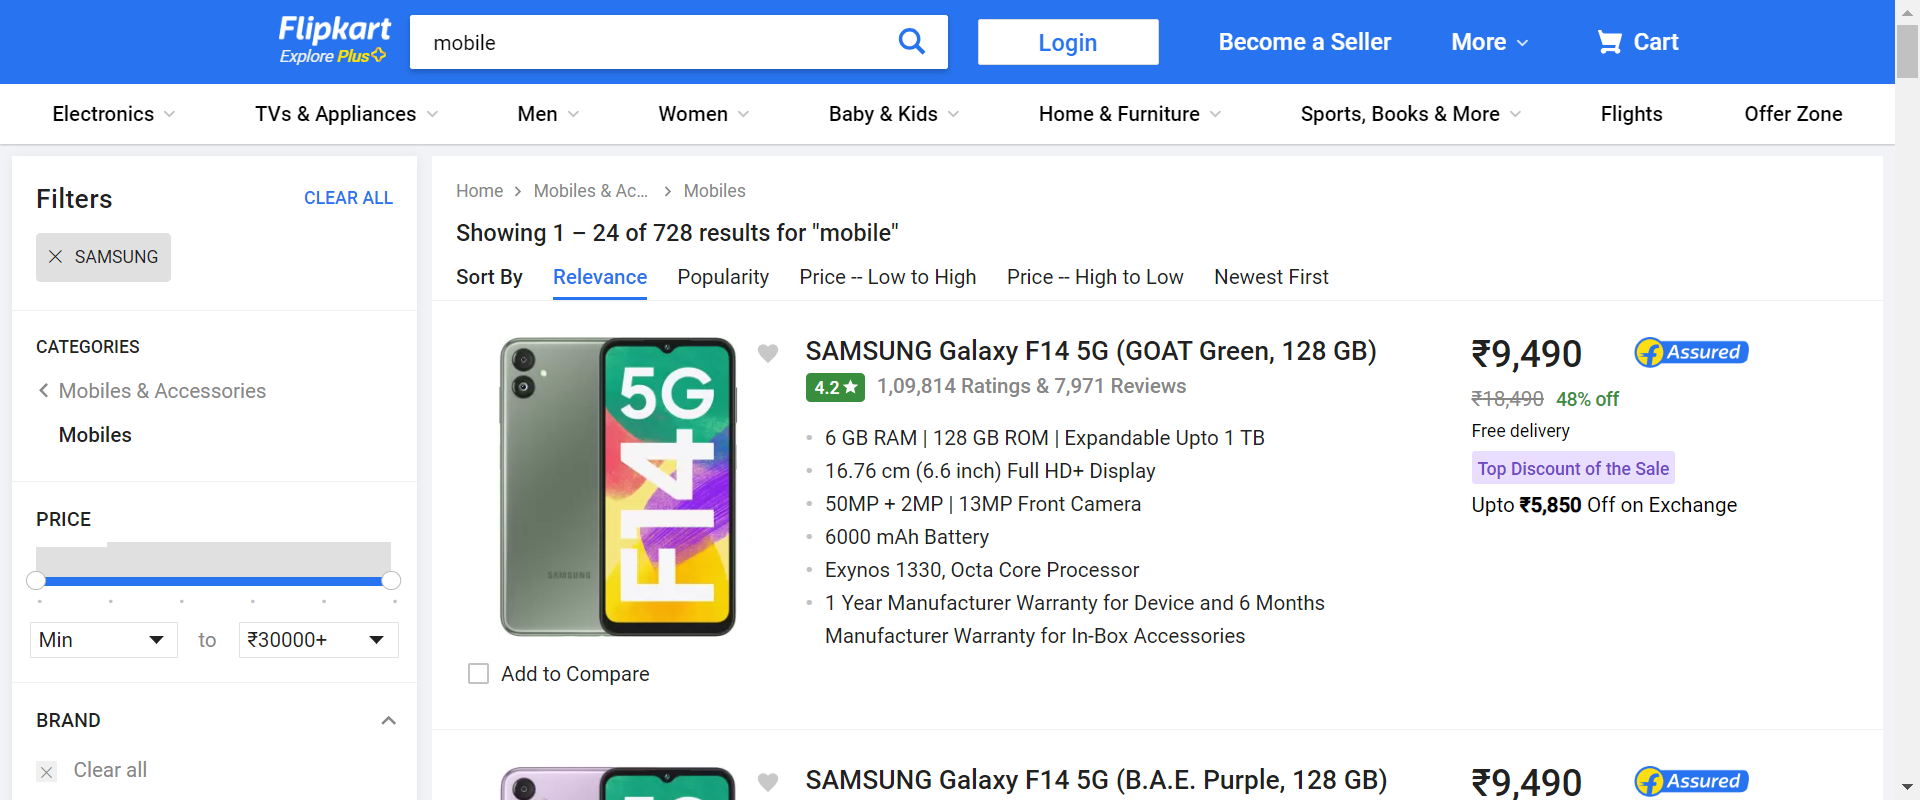 Flipkart
Explore Plus
mobile
Login
Become a Seller
More
Cart
Electronics
TVs & Appliances
Men
Women
Baby & Kids
Home & Furniture
Sports, Books & More
Flights
Offer Zone
Filters
CLEAR ALL
SAMSUNG
CATEGORIES
Mobiles & Accessories
Mobiles
PRICE
Min
to
₹30000+
BRAND
Clear all
Home
Mobiles & Ac...
Mobiles
Showing 1 – 24 of 728 results for "mobile"
Sort By
Relevance
Popularity
Price -- Low to High
Price -- High to Low
Newest First
5G
F14
SAMSUNG
Add to Compare
SAMSUNG Galaxy F14 5G (GOAT Green, 128 GB)
4.2
1,09,814 Ratings & 7,971 Reviews
6 GB RAM | 128 GB ROM | Expandable Upto 1 TB
16.76 cm (6.6 inch) Full HD+ Display
50MP + 2MP | 13MP Front Camera
6000 mAh Battery
Exynos 1330, Octa Core Processor
1 Year Manufacturer Warranty for Device and 6 Months
Manufacturer Warranty for In-Box Accessories
₹9,490
Assured
₹18,490
48% off
Free delivery
Top Discount of the Sale
Upto ₹5,850 Off on Exchange
5G
SAMSUNG Galaxy F14 5G (B.A.E. Purple, 128 GB)
₹9,490
Assured